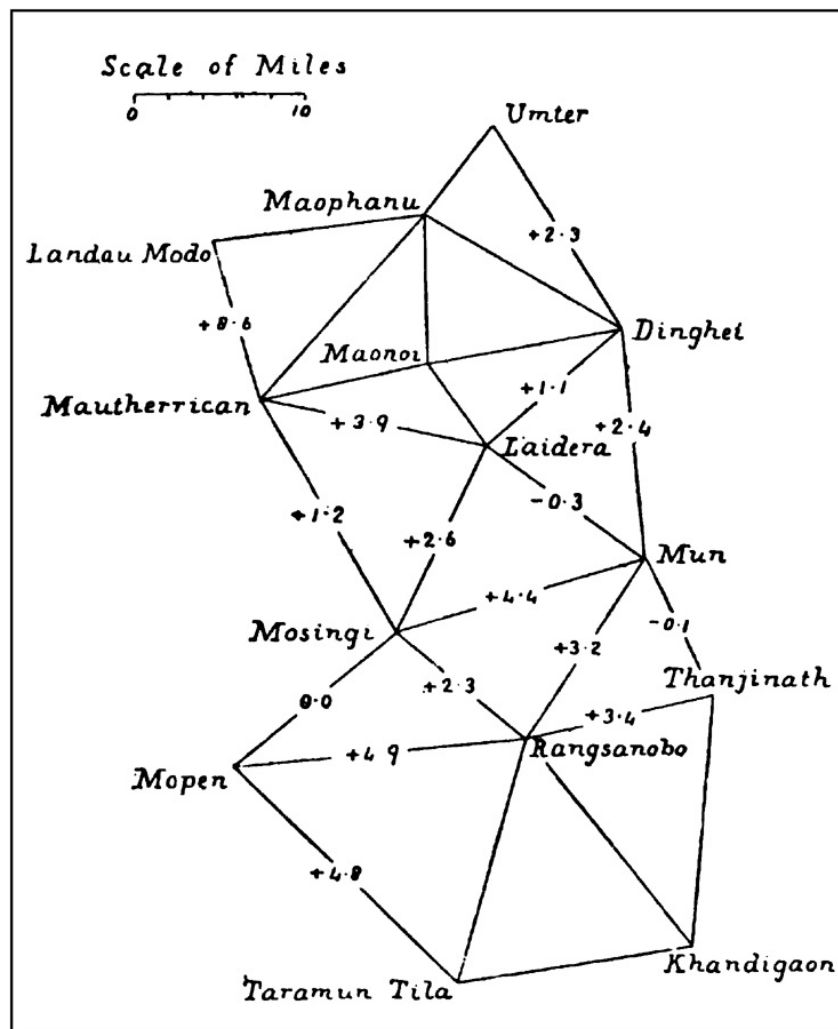 Scale of Miles
0 10
Umter
Maophanu
+2·3
Landau Modo
+8·6
Dinghei
Maonoi
+1·1
Mautherrican
+3·9
+2·4
Laidera
-0·3
+1·2
+2·6
Mun
+4·4
-0·1
Mosingi
+3·2
Thanjinath
+2·3
0·0
+3·4
+4·9
Rangsanobo
Mopen
+4·8
Khandigaon
Taramun Tila